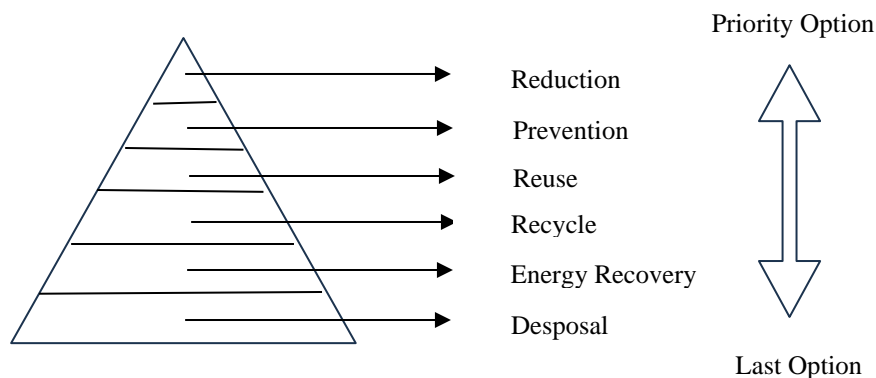 Priority Option
Reduction
Prevention
Reuse
Recycle
Energy Recovery
Desposal
Last Option